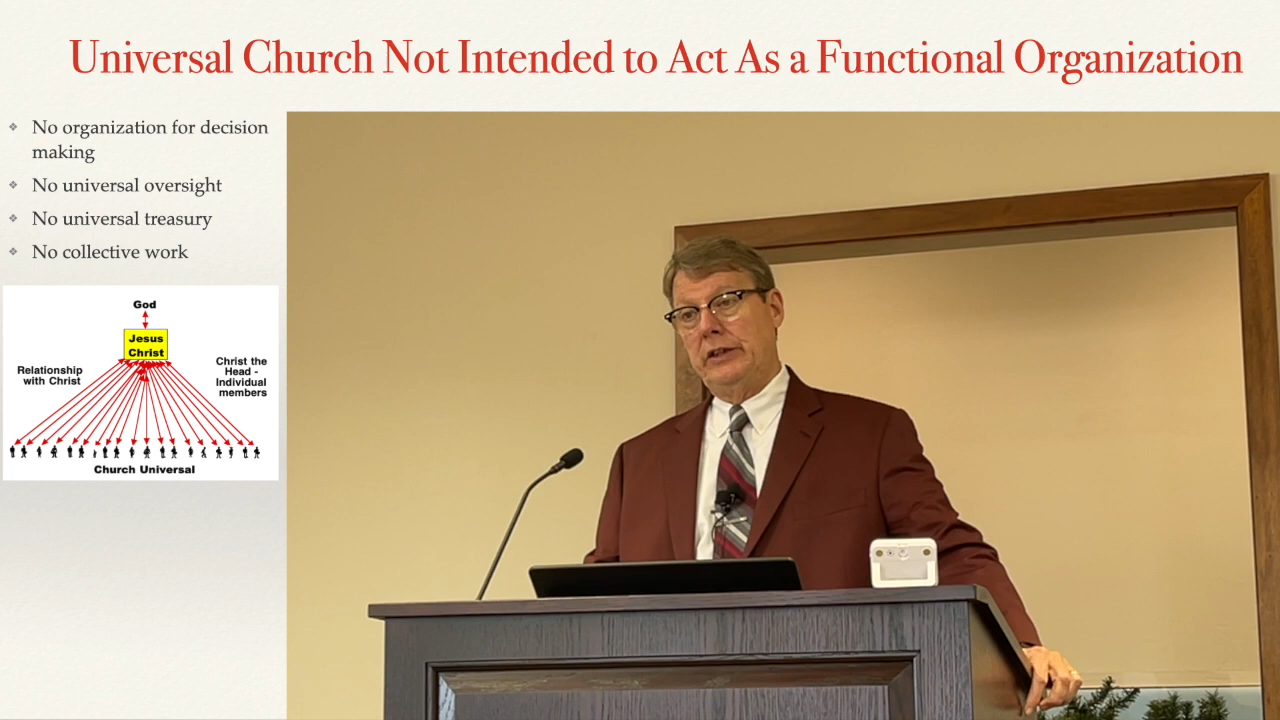 Universal Church Not Intended to Act As a Functional Organization
No organization for decision
making
No universal oversight
No universal treasury
No collective work
God
Jesus
Christ
Relationship
with Christ
Christ the
Head -
Individual
members
Church Universal